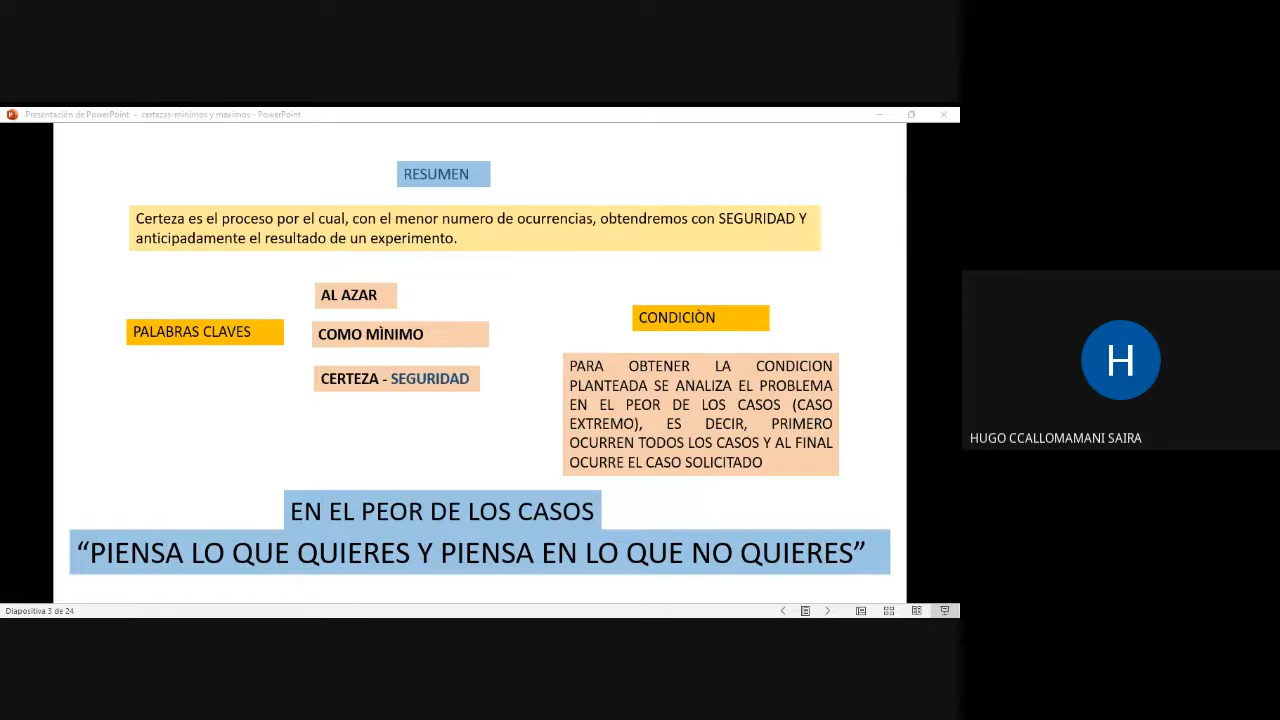 Presentación de PowerPoint - certezas-minimos y maximos - PowerPoint
RESUMEN
Certeza es el proceso por el cual, con el menor numero de ocurrencias, obtendremos con SEGURIDAD Y
anticipadamente el resultado de un experimento.
AL AZAR
PALABRAS CLAVES
COMO MÌNIMO
CERTEZA - SEGURIDAD
CONDICIÒN
PARA OBTENER LA CONDICION
PLANTEADA SE ANALIZA EL PROBLEMA
EN EL PEOR DE LOS CASOS (CASO
EXTREMO), ES DECIR, PRIMERO
OCURREN TODOS LOS CASOS Y AL FINAL
OCURRE EL CASO SOLICITADO
EN EL PEOR DE LOS CASOS
“PIENSA LO QUE QUIERES Y PIENSA EN LO QUE NO QUIERES”
Diapositiva 3 de 24
H
HUGO CCALLOMAMANI SAIRA